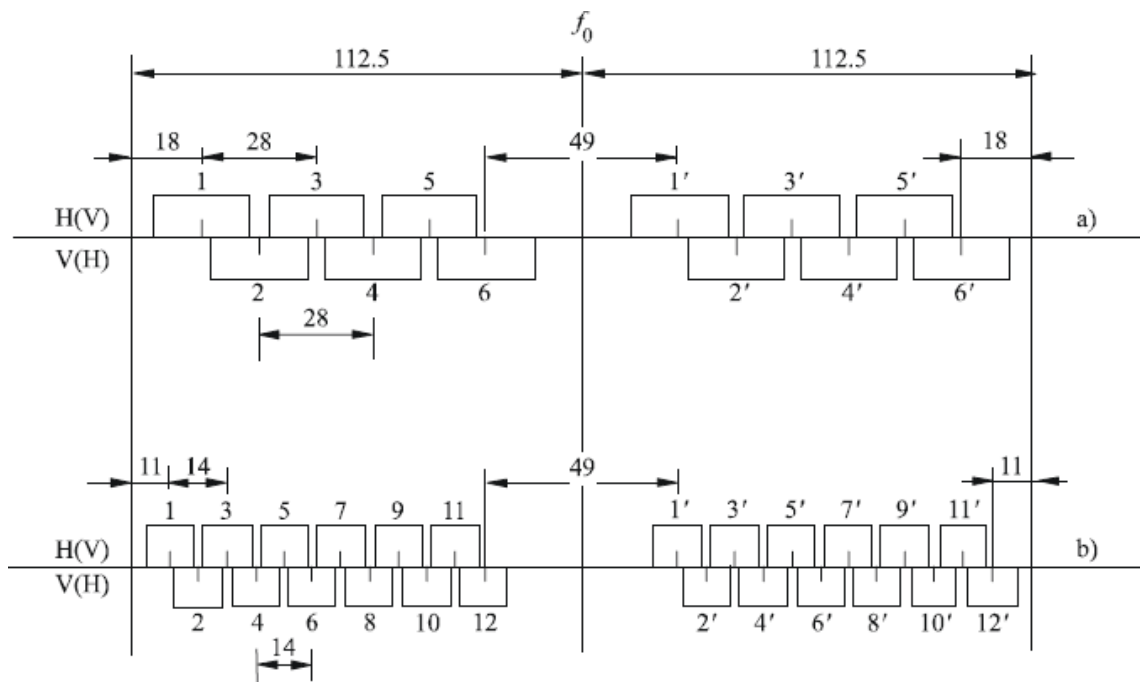 f₀
112.5 112.5
18 28 49 18
1 3 5 1′ 3′ 5′
H(V) a)
V(H)
2 4 6 2′ 4′ 6′
28
11 14 49 11
1 3 5 7 9 11 1′ 3′ 5′ 7′ 9′ 11′
H(V) b)
V(H)
2 4 6 8 10 12 2′ 4′ 6′ 8′ 10′ 12′
14